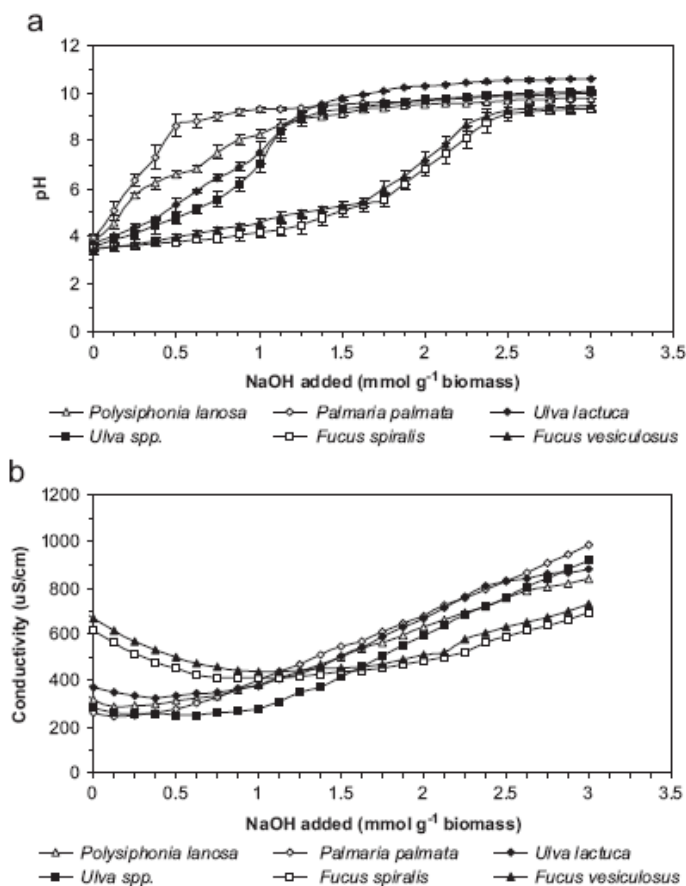 a
12
10
8
6
4
2
0
pH
0 0.5 1 1.5 2 2.5 3 3.5
NaOH added (mmol g⁻¹ biomass)
Polysiphonia lanosa Palmaria palmata Ulva lactuca
Ulva spp. Fucus spiralis Fucus vesiculosus
b
1200
1000
800
600
400
200
0
Conductivity (uS/cm)
0 0.5 1 1.5 2 2.5 3 3.5
NaOH added (mmol g⁻¹ biomass)
Polysiphonia lanosa Palmaria palmata Ulva lactuca
Ulva spp. Fucus spiralis Fucus vesiculosus